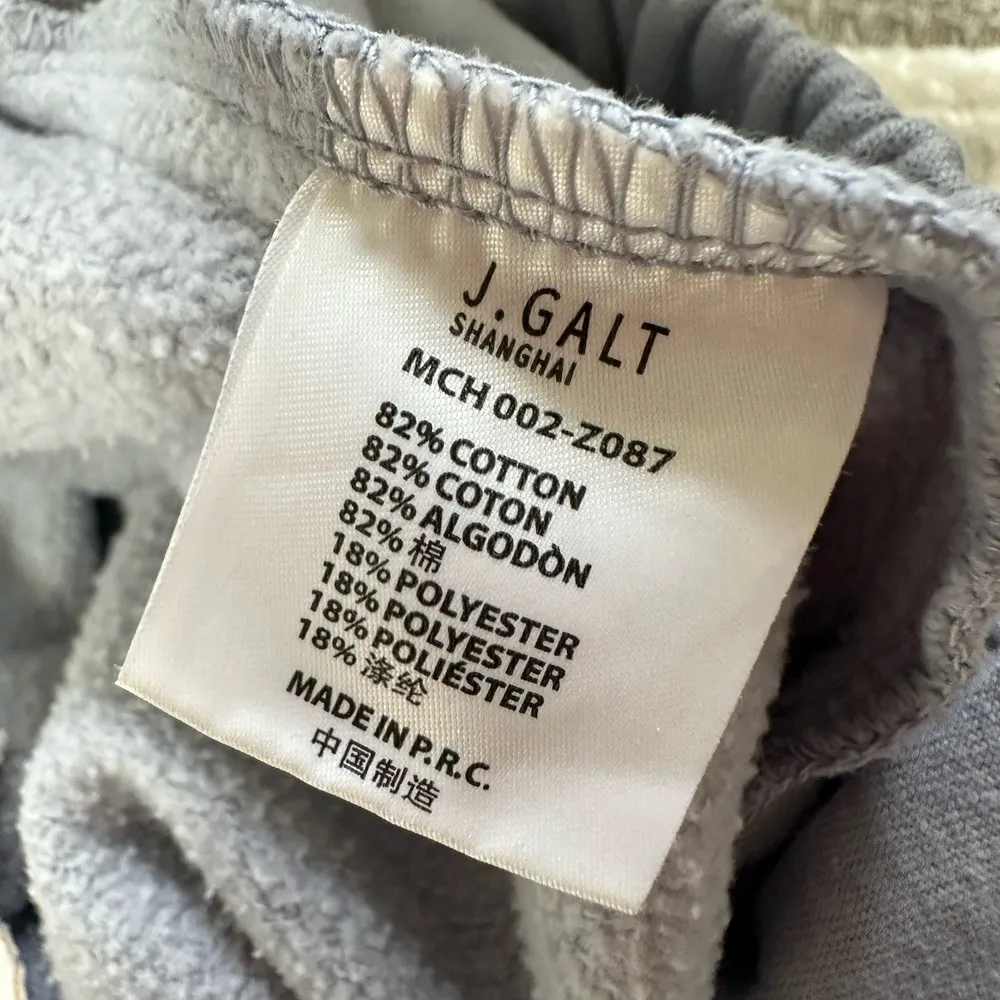 J.GALT
SHANGHAI
MCH 002-Z087
82% COTTON
82% COTON
82% ALGODÒN
82% 棉
18% POLYESTER
18% POLYESTER
18% POLIÉSTER
18% 涤纶
MADE IN P.R.C.
中国制造